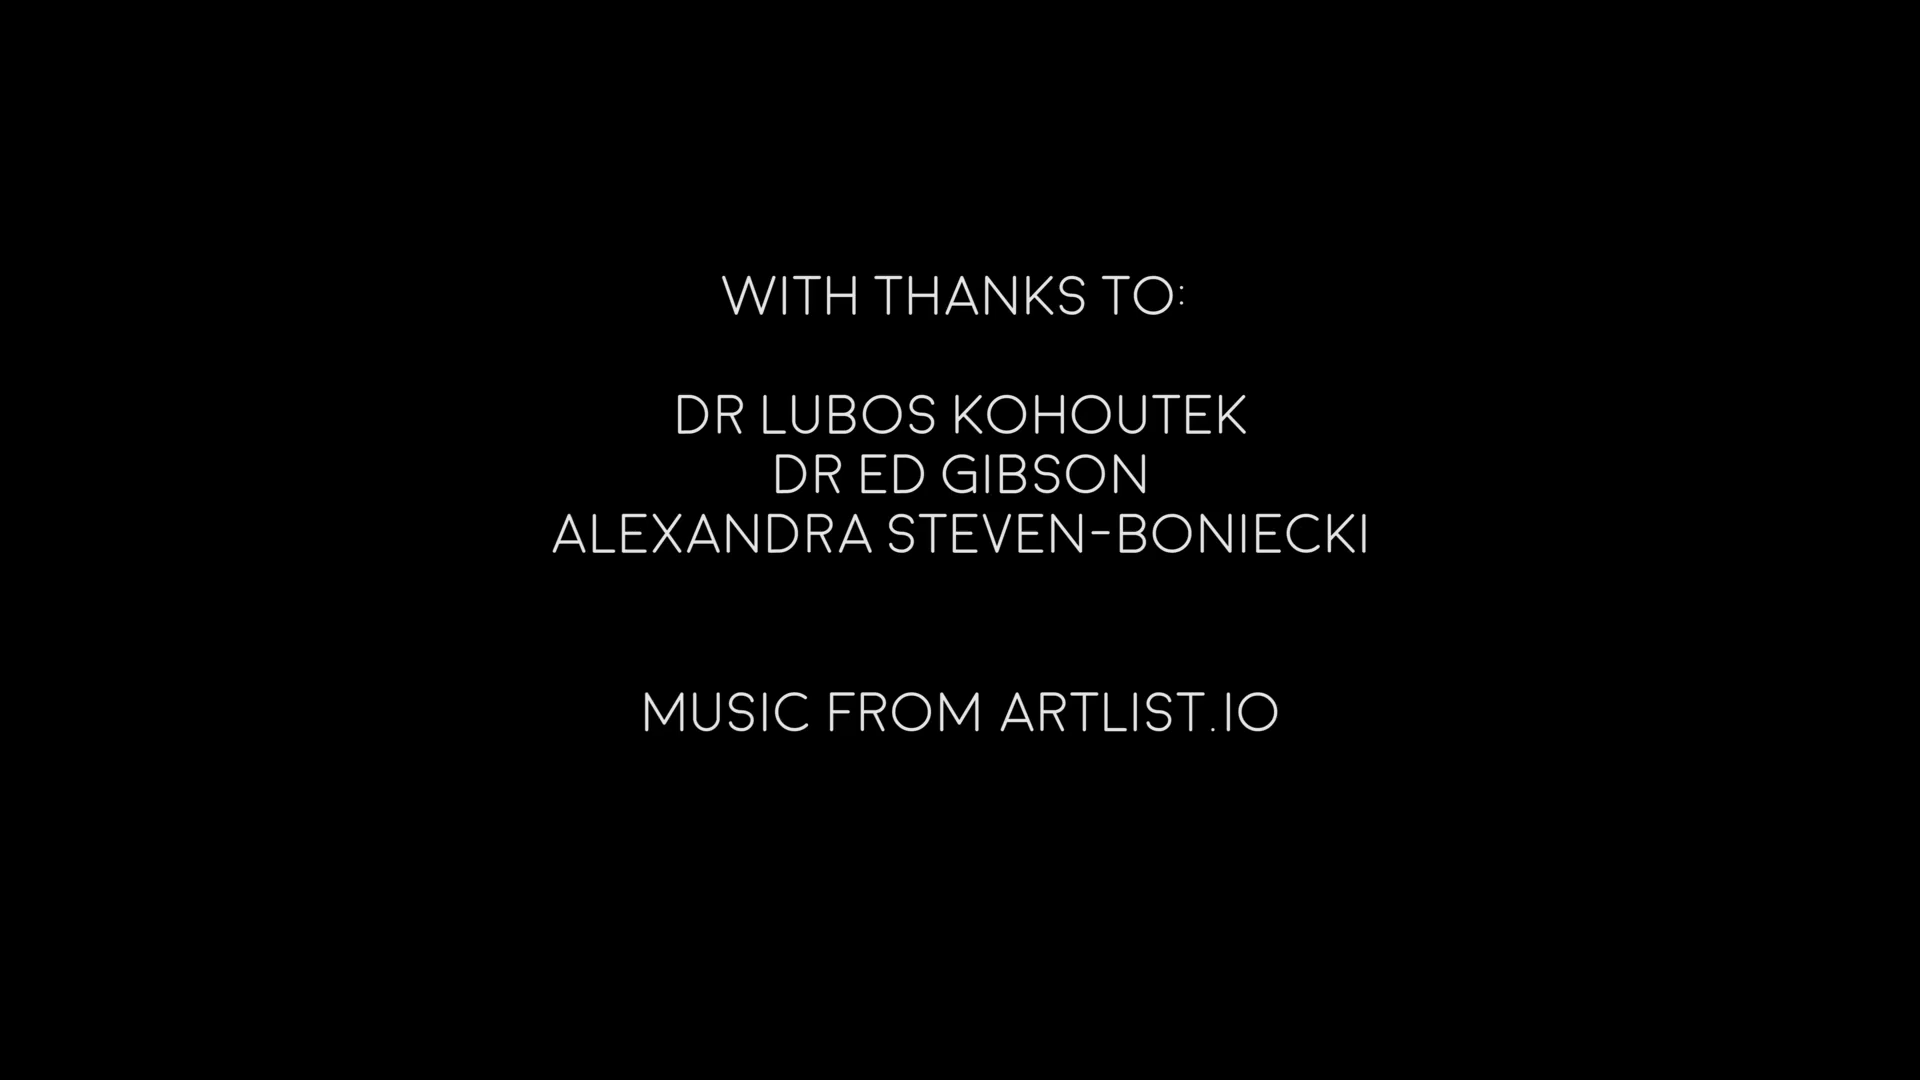 WITH THANKS TO:
DR LUBOS KOHOUTEK
DR ED GIBSON
ALEXANDRA STEVEN-BONIECKI
MUSIC FROM ARTLIST.IO